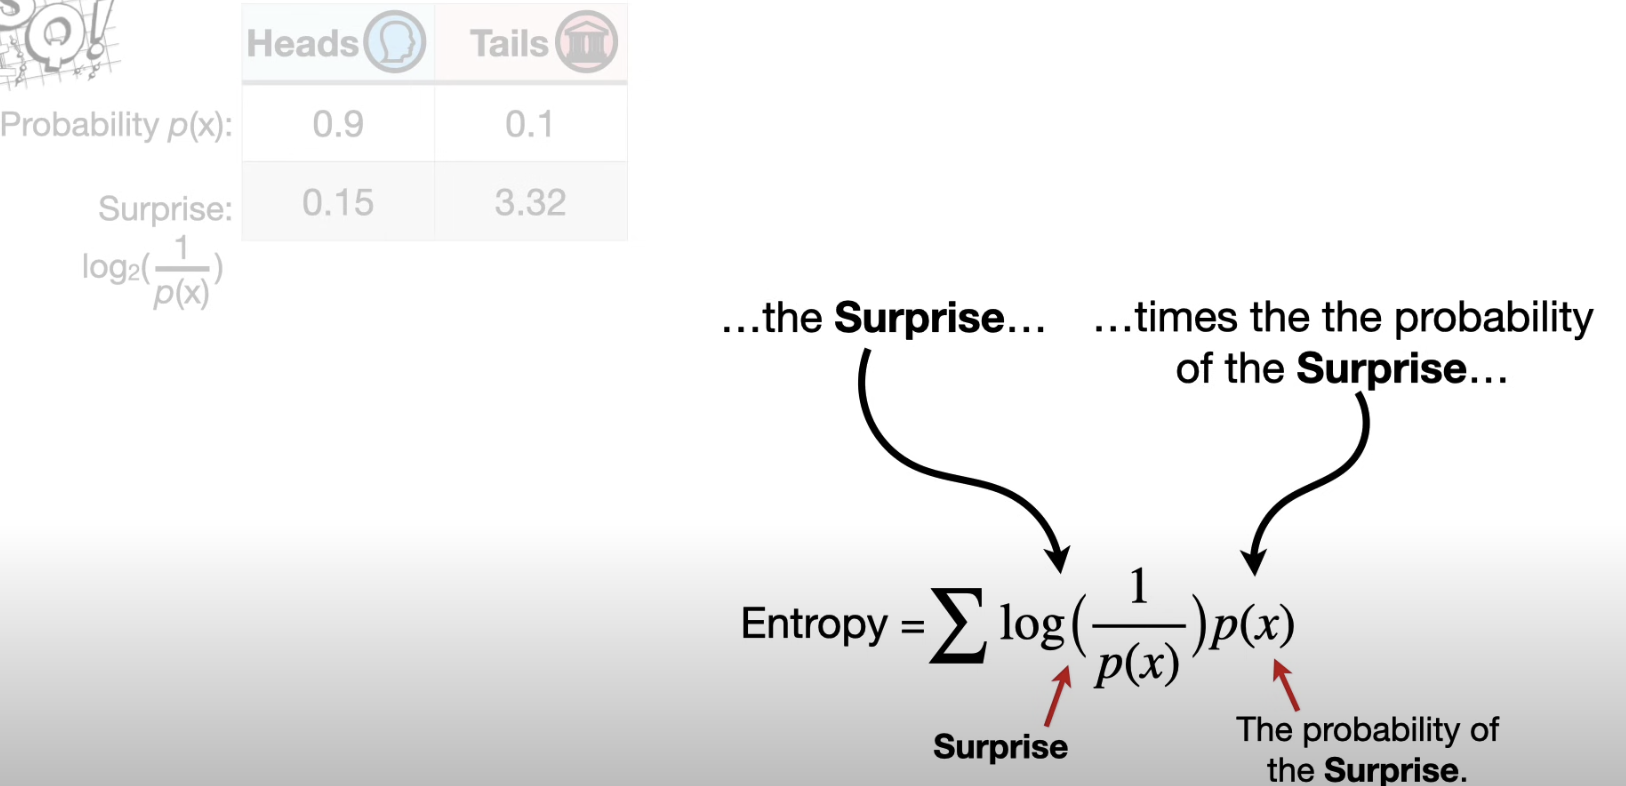 Q!
Heads Tails
Probability p(x): 0.9 0.1
Surprise: 0.15 3.32
log₂(1/p(x))
...the Surprise...
...times the the probability
of the Surprise...
Entropy = ∑ log(1/p(x))p(x)
Surprise
The probability of
the Surprise.